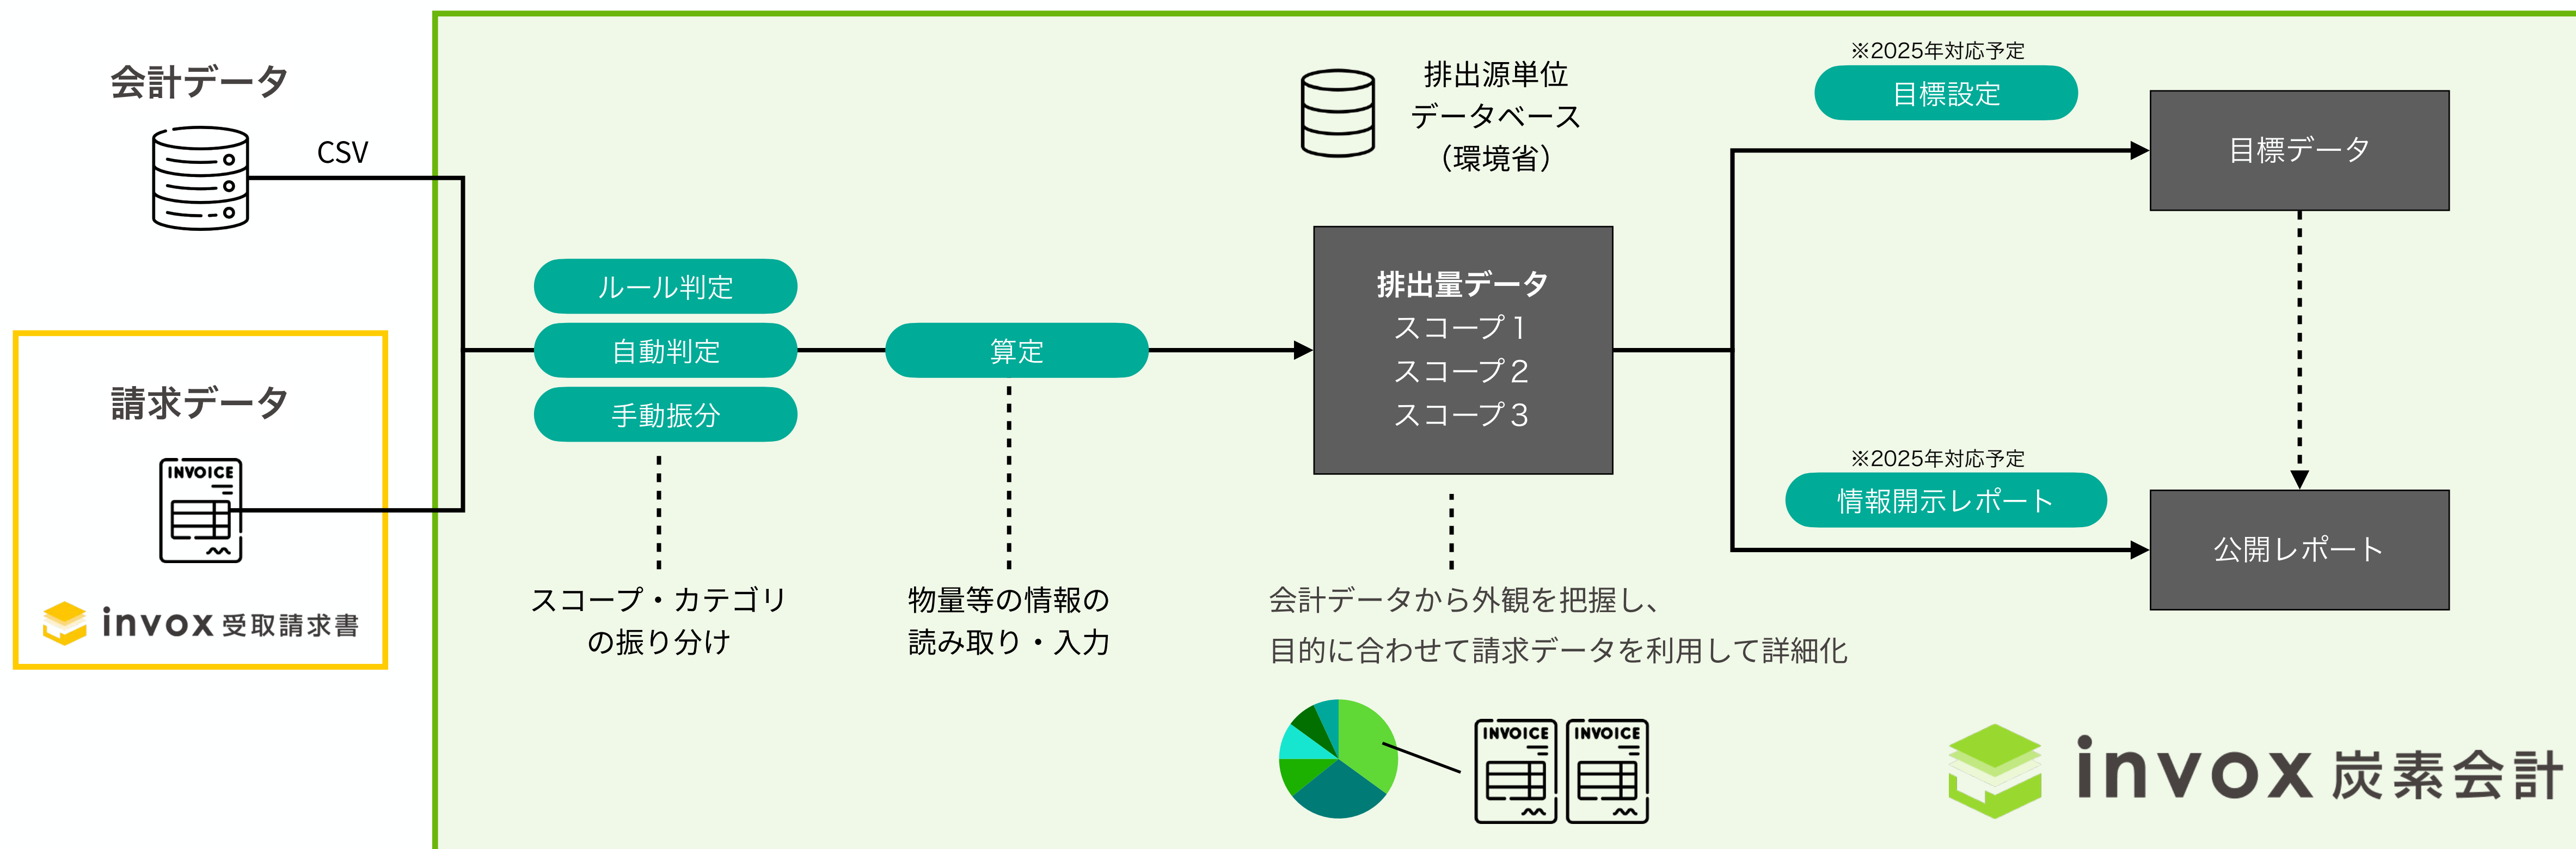 会計データ
CSV
請求データ
INVOICE
invox 受取請求書
ルール判定
自動判定
手動振分
スコープ・カテゴリ
の振り分け
算定
物量等の情報の
読み取り・入力
排出源単位
データベース
（環境省）
排出量データ
スコープ1
スコープ2
スコープ3
会計データから外観を把握し、
目的に合わせて請求データを利用して詳細化
INVOICE
INVOICE
※2025年対応予定
目標設定
目標データ
※2025年対応予定
情報開示レポート
公開レポート
invox 炭素会計